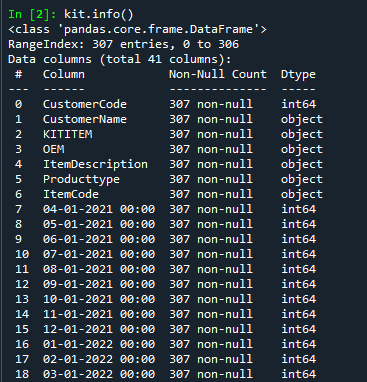 In [2]: kit.info()
<class 'pandas.core.frame.DataFrame'>
RangeIndex: 307 entries, 0 to 306
Data columns (total 41 columns):
 #   Column            Non-Null Count  Dtype
---  ------            --------------  -----
 0   CustomerCode      307 non-null    int64
 1   CustomerName      307 non-null    object
 2   KITITEM           307 non-null    object
 3   OEM               307 non-null    object
 4   ItemDescription   307 non-null    object
 5   Producttype       307 non-null    object
 6   ItemCode          307 non-null    object
 7   04-01-2021 00:00  307 non-null    int64
 8   05-01-2021 00:00  307 non-null    int64
 9   06-01-2021 00:00  307 non-null    int64
 10  07-01-2021 00:00  307 non-null    int64
 11  08-01-2021 00:00  307 non-null    int64
 12  09-01-2021 00:00  307 non-null    int64
 13  10-01-2021 00:00  307 non-null    int64
 14  11-01-2021 00:00  307 non-null    int64
 15  12-01-2021 00:00  307 non-null    int64
 16  01-01-2022 00:00  307 non-null    int64
 17  02-01-2022 00:00  307 non-null    int64
 18  03-01-2022 00:00  307 non-null    int64